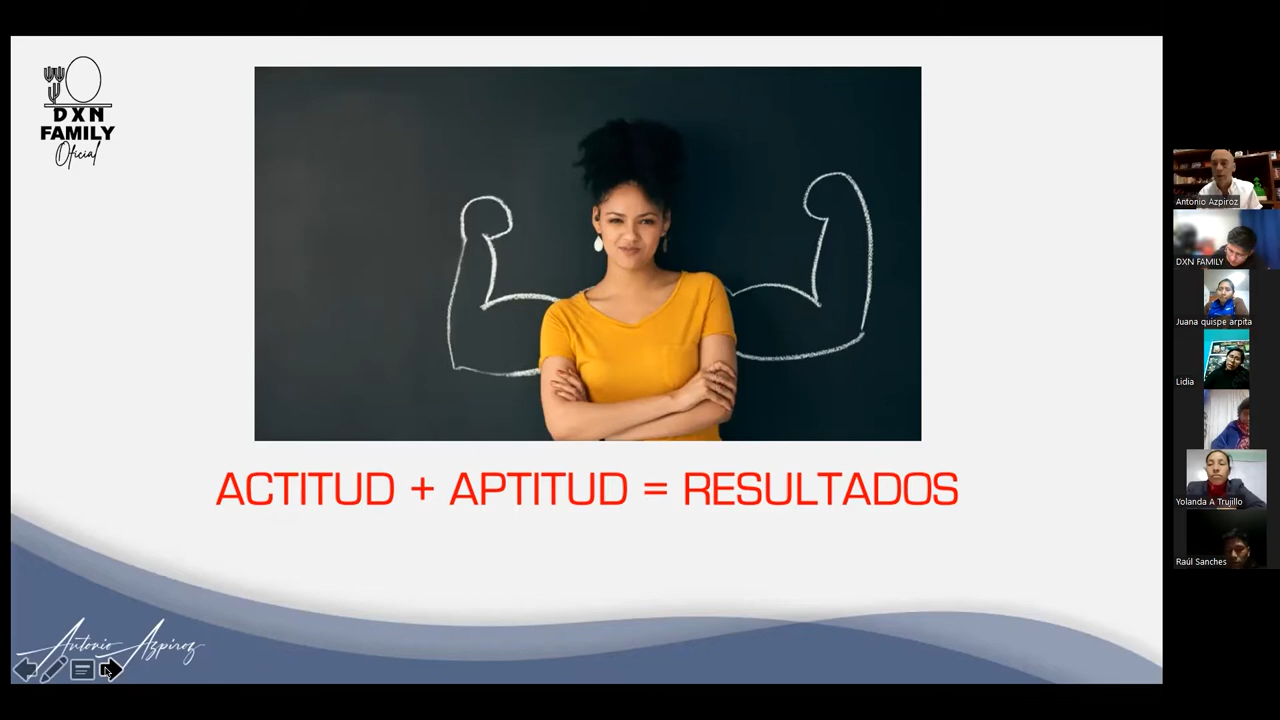 DXN
FAMILY
Oficial
ACTITUD + APTITUD = RESULTADOS
Antonio Azpiroz
Antonio Azpiroz
DXN FAMILY
Juana quispe arpita
Lidia
Yolanda A Trujillo
Raúl Sanches